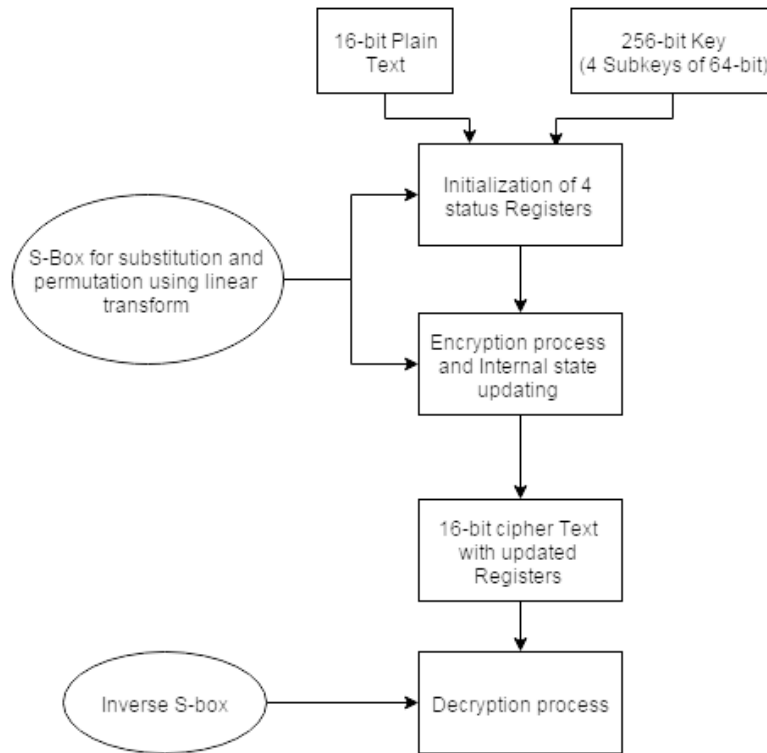 16-bit Plain
Text
256-bit Key
(4 Subkeys of 64-bit)
Initialization of 4
status Registers
S-Box for substitution and
permutation using linear
transform
Encryption process
and Internal state
updating
16-bit cipher Text
with updated
Registers
Inverse S-box
Decryption process